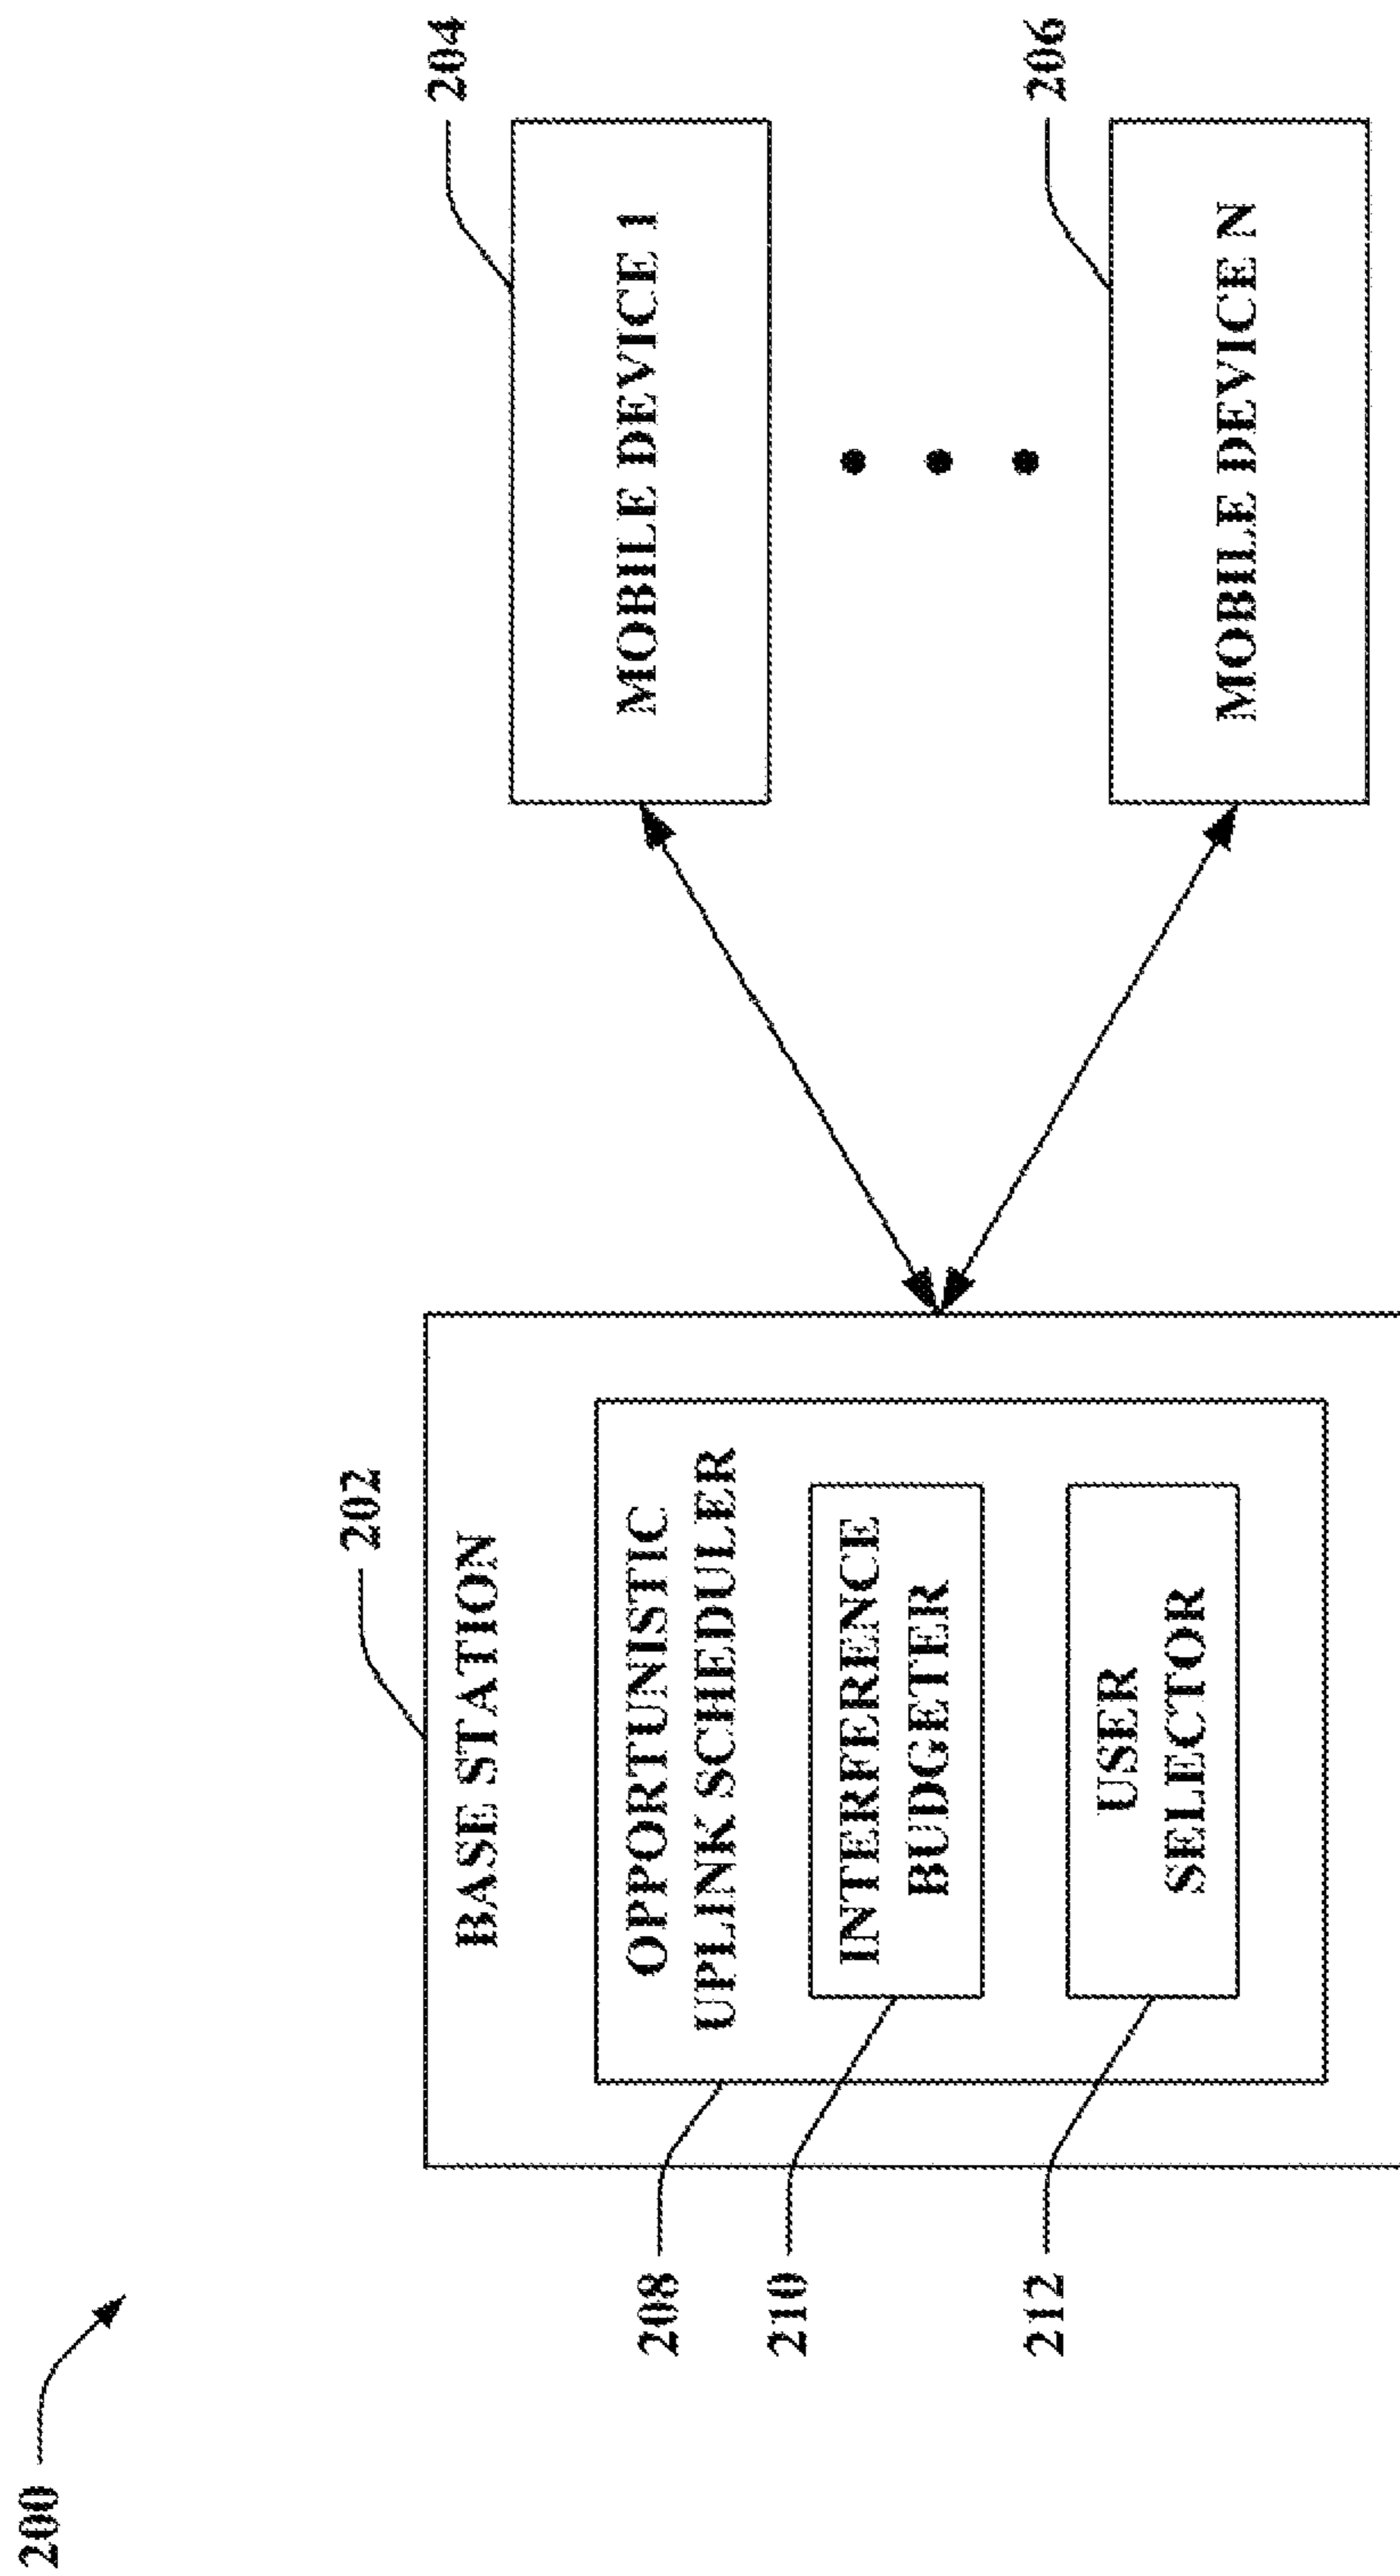 200
202
BASE STATION
OPPORTUNISTIC
UPLINK SCHEDULER
208
INTERFERENCE
BUDGETER
210
USER
SELECTOR
212
204
MOBILE DEVICE 1
206
MOBILE DEVICE N